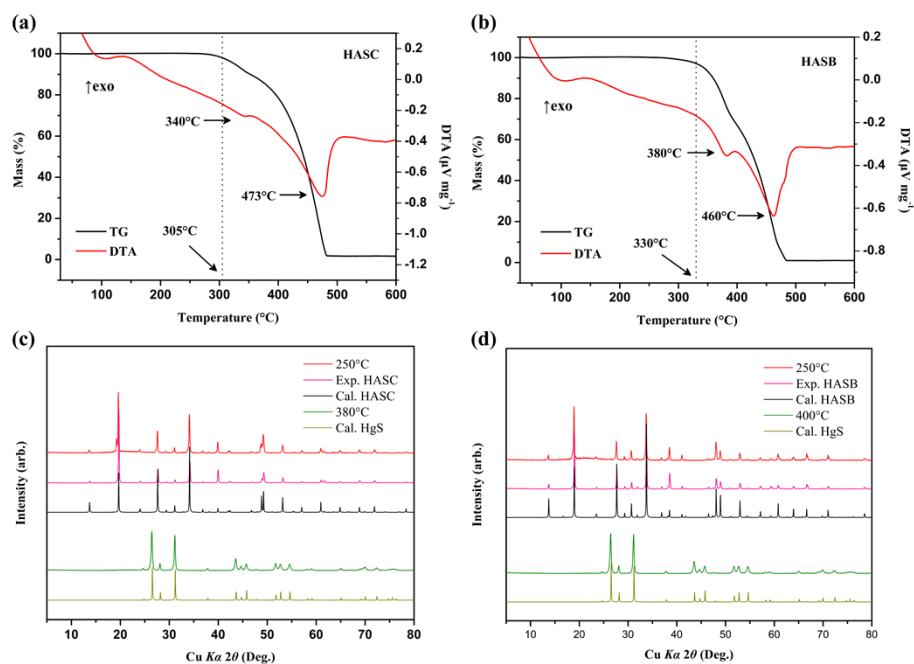 (a)
HASC
↑exo
340°C
473°C
305°C
TG
DTA
100
80
60
40
20
0
Mass (%)
0.2
0.0
-0.2
-0.4
-0.6
-0.8
-1.0
-1.2
DTA (μV mg⁻¹)
100 200 300 400 500 600
Temperature (°C)
(b)
HASB
↑exo
380°C
460°C
330°C
TG
DTA
100
80
60
40
20
0
Mass (%)
0.2
0.0
-0.2
-0.4
-0.6
-0.8
DTA (μV mg⁻¹)
100 200 300 400 500 600
Temperature (°C)
(c)
250°C
Exp. HASC
Cal. HASC
380°C
Cal. HgS
Intensity (arb.)
10 20 30 40 50 60 70 80
Cu Kα 2θ (Deg.)
(d)
250°C
Exp. HASB
Cal. HASB
400°C
Cal. HgS
Intensity (arb.)
5 10 20 30 40 50 60 70 80
Cu Kα 2θ (Deg.)